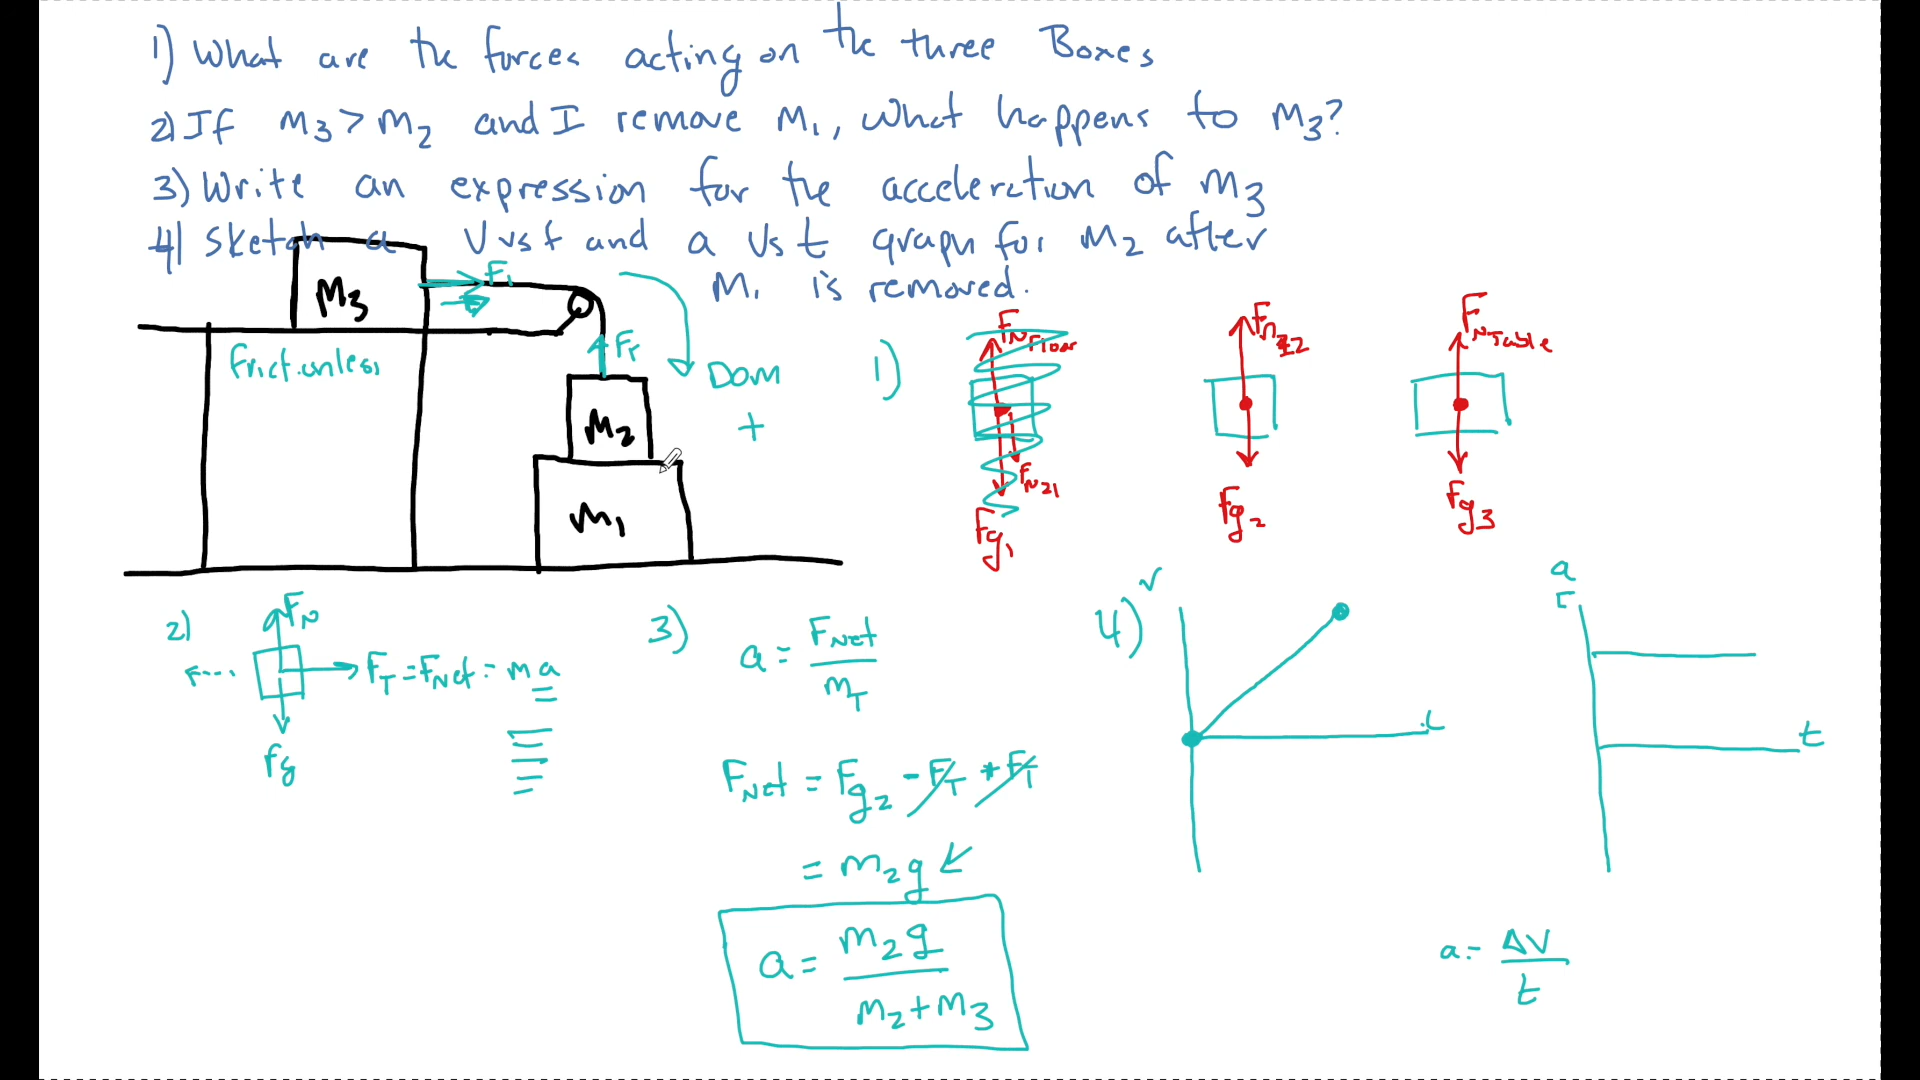 1) What are the forces acting on the three Boxes
2) If M3 > M2 and I remove M1, what happens to M3?
3) Write an expression for the acceleration of M3
4) Sketch a V vs t and a vs t graph for M2 after
M1 is removed.
M3
FT
frictionless
FT
Dom
+
M2
M1
1)
FN Floor
FN21
Fg1
Fg2
FN Table
Fg3
2)
FN
FT = FNet = ma
Fg
3)
a = FNet / mT
FNet = Fg2 - FT + FT
= m2g
a = m2g / m2+m3
4)
v
t
a
t
a = ΔV / t